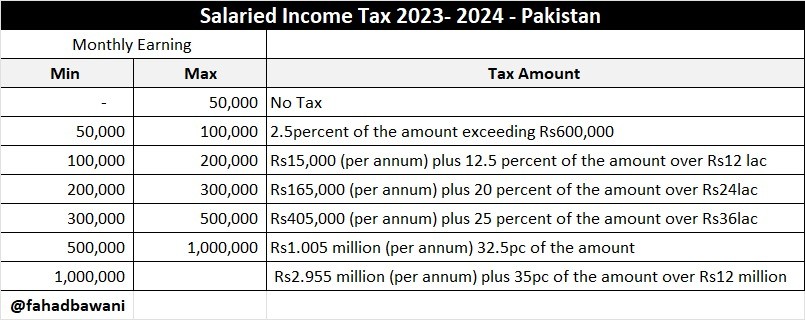 Salaried Income Tax 2023- 2024 - Pakistan
Monthly Earning
Min Max Tax Amount
- 50,000 No Tax
50,000 100,000 2.5percent of the amount exceeding Rs600,000
100,000 200,000 Rs15,000 (per annum) plus 12.5 percent of the amount over Rs12 lac
200,000 300,000 Rs165,000 (per annum) plus 20 percent of the amount over Rs24lac
300,000 500,000 Rs405,000 (per annum) plus 25 percent of the amount over Rs36lac
500,000 1,000,000 Rs1.005 million (per annum) 32.5pc of the amount
1,000,000 Rs2.955 million (per annum) plus 35pc of the amount over Rs12 million
@fahadbawani